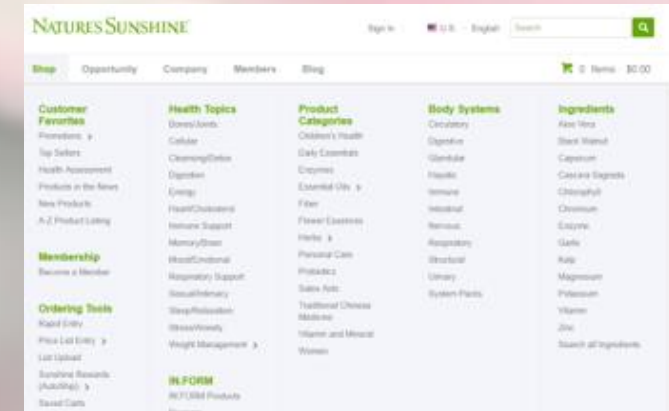 NATURE'S SUNSHINE
Sign In
U.S. - English
Search
Shop
Opportunity
Company
Members
Blog
0 Items
$0.00
Customer
Favorites
Promotions
Top Sellers
Health Assessment
Products in the News
New Products
A-Z Product Listing
Membership
Become a Member
Ordering Tools
Rapid Entry
Price List Entry
List Upload
Sunshine Rewards
(AutoShip)
Saved Carts
Health Topics
Bones/Joints
Cellular
Cleansing/Detox
Digestion
Energy
Heart/Cholesterol
Immune Support
Memory/Brain
Mood/Emotional
Respiratory Support
Sexual/Intimacy
Sleep/Relaxation
Stress/Anxiety
Weight Management
IN.FORM
IN.FORM Products
Product
Categories
Children's Health
Daily Essentials
Enzymes
Essential Oils
Fiber
Flower Essences
Herbs
Personal Care
Probiotics
Sales Aids
Traditional Chinese
Medicine
Vitamin and Mineral
Women
Body Systems
Circulatory
Digestive
Glandular
Hepatic
Immune
Intestinal
Nervous
Respiratory
Structural
Urinary
System Packs
Ingredients
Aloe Vera
Black Walnut
Capsicum
Cascara Sagrada
Chlorophyll
Chromium
Enzyme
Garlic
Kelp
Magnesium
Potassium
Vitamin
Zinc
Search all Ingredients